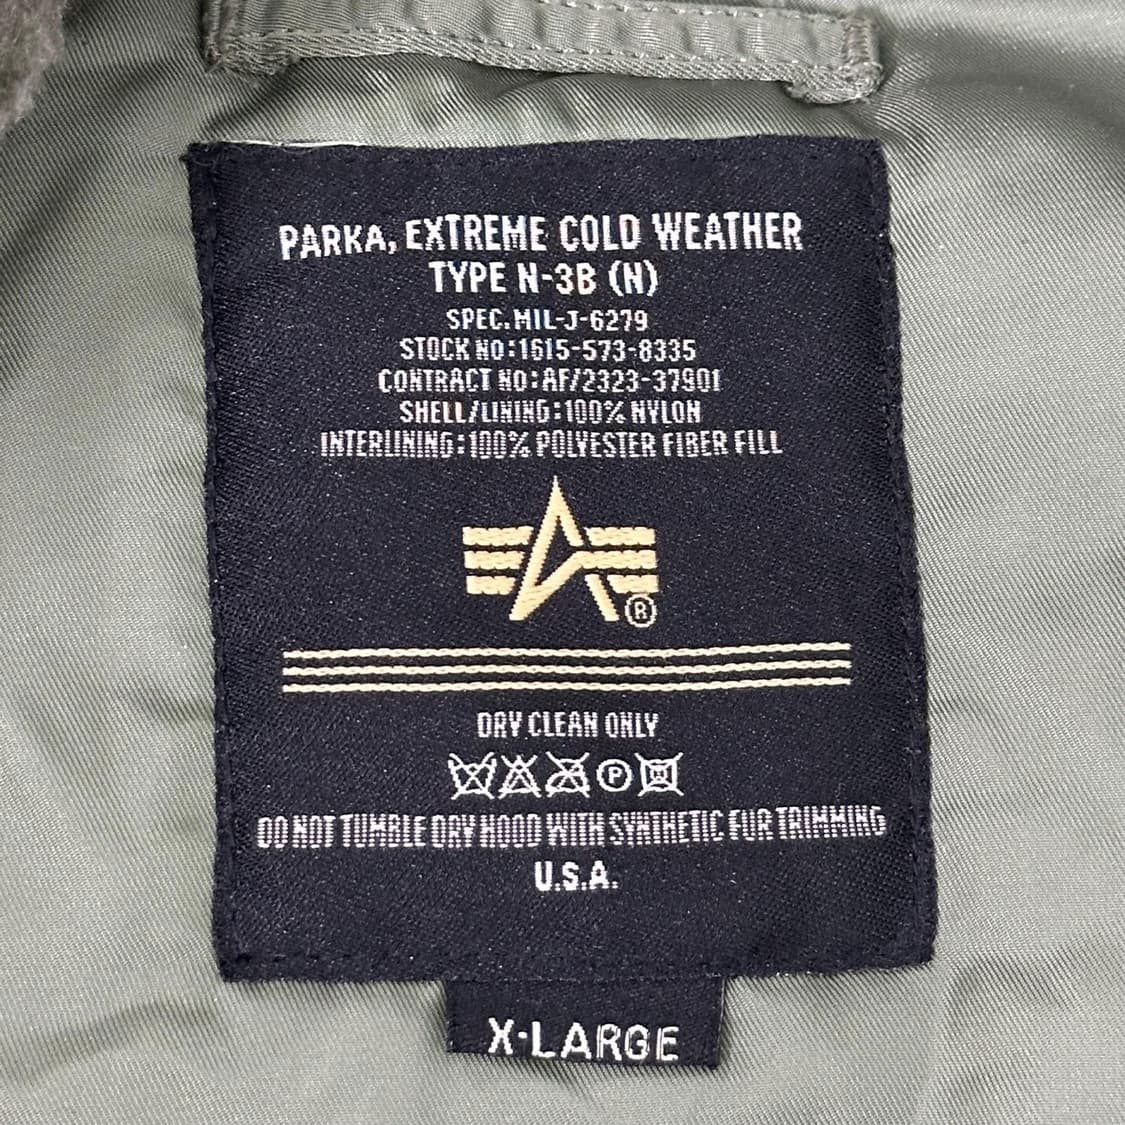 PARKA, EXTREME COLD WEATHER
TYPE N-3B (N)
SPEC.MIL-J-6279
STOCK NO:1615-573-8335
CONTRACT NO:AF/2323-37901
SHELL/LINING:100% NYLON
INTERLINING:100% POLYESTER FIBER FILL
®
DRY CLEAN ONLY
P
DO NOT TUMBLE DRY HOOD WITH SYNTHETIC FUR TRIMMING
U.S.A.
X-LARGE